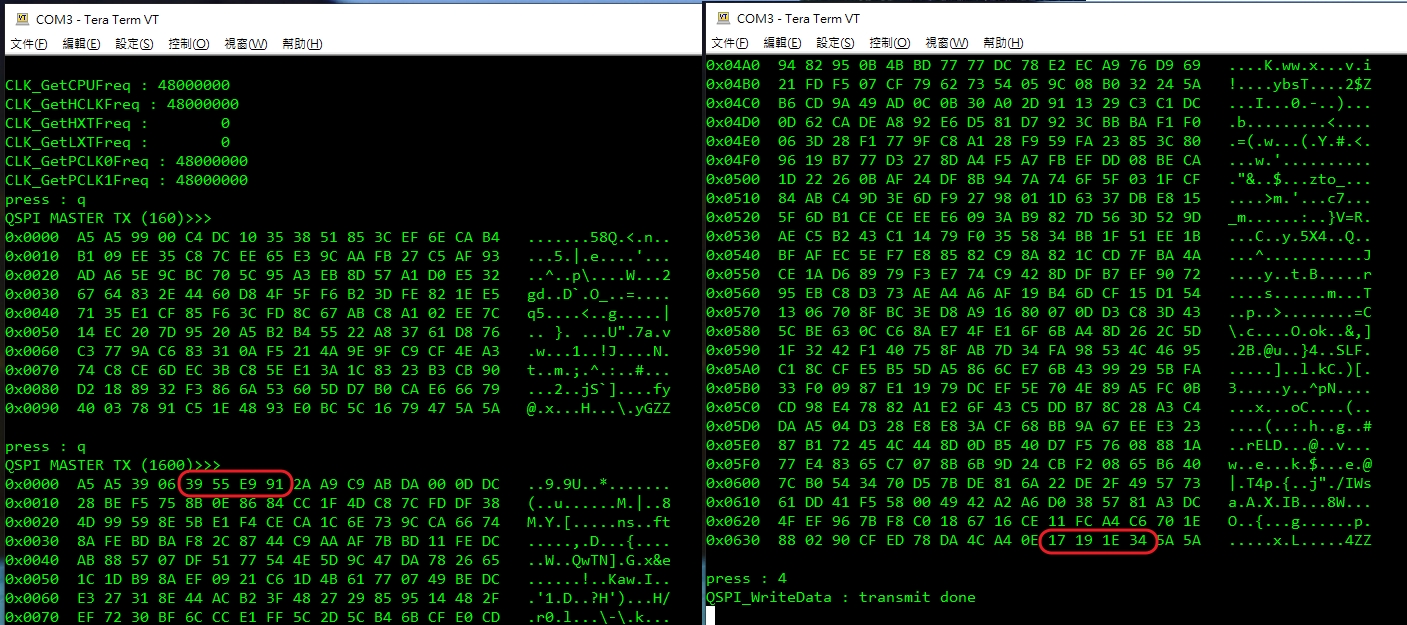 COM3 - Tera Term VT
文件(F) 編輯(E) 設定(S) 控制(O) 視窗(W) 幫助(H)
CLK_GetCPUFreq : 48000000
CLK_GetHCLKFreq : 48000000
CLK_GetHXTFreq :        0
CLK_GetLXTFreq :        0
CLK_GetPCLK0Freq : 48000000
CLK_GetPCLK1Freq : 48000000
press : q
QSPI MASTER TX (160)>>>
0x0000  A5 A5 99 00 C4 DC 10 35 38 51 85 3C EF 6E CA B4  .......58Q.<.n..
0x0010  B1 09 EE 35 C8 7C EE 65 E3 9C AA FB 27 C5 AF 93  ...5.|.e....'...
0x0020  AD A6 5E 9C BC 70 5C 95 A3 EB 8D 57 A1 D0 E5 32  ..^..p\....W...2
0x0030  67 64 83 2E 44 60 D8 4F 5F F6 B2 3D FE 82 1E E5  gd..D`.O_..=....
0x0040  71 35 E1 CF 85 F6 3C FD 8C 67 AB C8 A1 02 EE 7C  q5....<..g.....|
0x0050  14 EC 20 7D 95 20 A5 B2 B4 55 22 A8 37 61 D8 76  .. }. ...U".7a.v
0x0060  C3 77 9A C6 83 31 0A F5 21 4A 9E 9F C9 CF 4E A3  .w...1..!J....N.
0x0070  74 C8 CE 6D EC 3B C8 5E E1 3A 1C 83 23 B3 CB 90  t..m.;.^.:..#...
0x0080  D2 18 89 32 F3 86 6A 53 60 5D D7 B0 CA E6 66 79  ...2..jS`]....fy
0x0090  40 03 78 91 C5 1E 48 93 E0 BC 5C 16 79 47 5A 5A  @.x...H...\.yGZZ
press : q
QSPI MASTER TX (1600)>>>
0x0000  A5 A5 39 06 39 55 E9 91 2A A9 C9 AB DA 00 0D DC  ..9.9U..*.......
0x0010  28 BE F5 75 8B 0E 86 84 CC 1F 4D C8 7C FD DF 38  (..u......M.|..8
0x0020  4D 99 59 8E 5B E1 F4 CE CA 1C 6E 73 9C CA 66 74  M.Y.[.....ns..ft
0x0030  8A FE BD BA F8 2C 87 44 C9 AA AF 7B BD 11 FE DC  .....,.D...{....
0x0040  AB 88 57 07 DF 51 77 54 4E 5D 9C 47 DA 78 26 65  ..W..QwTN].G.x&e
0x0050  1C 1D B9 8A EF 09 21 C6 1D 4B 61 77 07 49 BE DC  ......!..Kaw.I..
0x0060  E3 27 31 8E 44 AC B2 3F 48 27 29 85 95 14 48 2F  .'1.D..?H')...H/
0x0070  EF 72 30 BF 6C CC E1 FF 5C 2D 5C B4 6B CF E0 CD  .r0.l...\-\.k...
COM3 - Tera Term VT
文件(F) 編輯(E) 設定(S) 控制(O) 視窗(W) 幫助(H)
0x04A0  94 82 95 0B 4B BD 77 77 DC 78 E2 EC A9 76 D9 69  ....K.ww.x...v.i
0x04B0  21 FD F5 07 CF 79 62 73 54 05 9C 08 B0 32 24 5A  !....ybsT....2$Z
0x04C0  B6 CD 9A 49 AD 0C 0B 30 A0 2D 91 13 29 C3 C1 DC  ...I...0.-..)...
0x04D0  0D 62 CA DE A8 92 E6 D5 81 D7 92 3C BB BA F1 F0  .b.........<....
0x04E0  06 3D 28 F1 77 9F C8 A1 28 F9 59 FA 23 85 3C 80  .=(.w...(.Y.#.<.
0x04F0  96 19 B7 77 D3 27 8D A4 F5 A7 FB EF DD 08 BE CA  ...w.'..........
0x0500  1D 22 26 0B AF 24 DF 8B 94 7A 74 6F 5F 03 1F CF  ."&..$...zto_...
0x0510  84 AB C4 9D 3E 6D F9 27 98 01 1D 63 37 DB E8 15  ....>m.'...c7...
0x0520  5F 6D B1 CE CE EE E6 09 3A B9 82 7D 56 3D 52 9D  _m......:..}V=R.
0x0530  AE C5 B2 43 C1 14 79 F0 35 58 34 BB 1F 51 EE 1B  ...C..y.5X4..Q..
0x0540  BF AF EC 5E F7 E8 85 82 C9 8A 82 1C CD 7F BA 4A  ...^...........J
0x0550  CE 1A D6 89 79 F3 E7 74 C9 42 8D DF B7 EF 90 72  ....y..t.B.....r
0x0560  95 EB C8 D3 73 AE A4 A6 AF 19 B4 6D CF 15 D1 54  ....s......m...T
0x0570  13 06 70 8F BC 3E D8 A9 16 80 07 0D D3 C8 3D 43  ..p..>........=C
0x0580  5C BE 63 0C C6 8A E7 4F E1 6F 6B A4 8D 26 2C 5D  \.c....O.ok..&,]
0x0590  1F 32 42 F1 40 75 8F AB 7D 34 FA 98 53 4C 46 95  .2B.@u..}4..SLF.
0x05A0  C1 8C CF E5 B5 5D A5 86 6C E7 6B 43 99 29 5B FA  .....]..l.kC.)[.
0x05B0  33 F0 09 87 E1 19 79 DC EF 5E 70 4E 89 A5 FC 0B  3.....y..^pN....
0x05C0  CD 98 E4 78 82 A1 E2 6F 43 C5 DD B7 8C 28 A3 C4  ...x...oC....(..
0x05D0  DA A5 04 D3 28 E8 E8 3A CF 68 BB 9A 67 EE E3 23  ....(..:.h..g..#
0x05E0  87 B1 72 45 4C 44 8D 0D B5 40 D7 F5 76 08 88 1A  ..rELD...@..v...
0x05F0  77 E4 83 65 C7 07 8B 6B 9D 24 CB F2 08 65 B6 40  w..e...k.$...e.@
0x0600  7C B0 54 34 70 D5 7B DE 81 6A 22 DE 2F 49 57 73  |.T4p.{..j"./IWs
0x0610  61 DD 41 F5 58 00 49 42 A2 A6 D0 38 57 81 A3 DC  a.A.X.IB...8W...
0x0620  4F EF 96 7B F8 C0 18 67 16 CE 11 FC A4 C6 70 1E  O..{...g......p.
0x0630  88 02 90 CF ED 78 DA 4C A4 0E 17 19 1E 34 5A 5A  .....x.L.....4ZZ
press : 4
QSPI_WriteData : transmit done